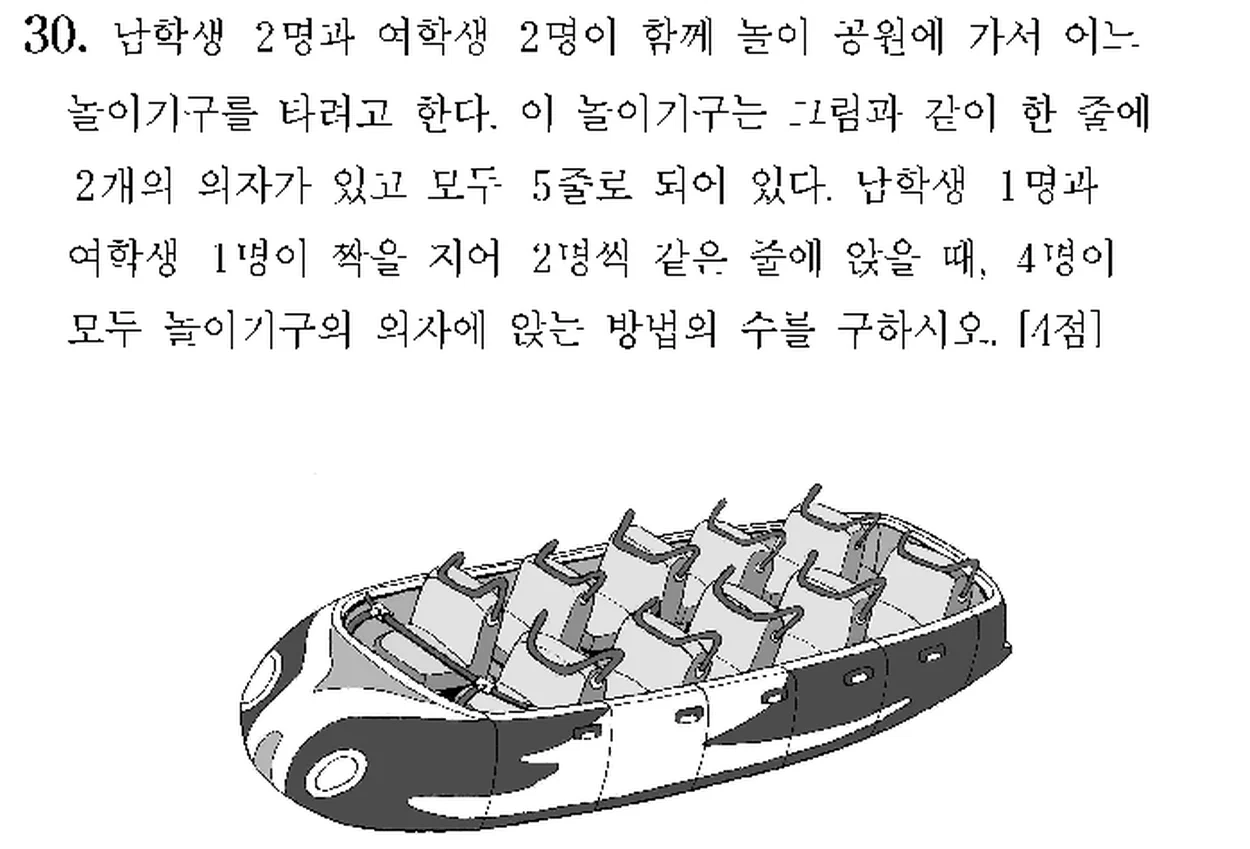 30. 남학생 2명과 여학생 2명이 함께 놀이 공원에 가서 어느
놀이기구를 타려고 한다. 이 놀이기구는 그림과 같이 한 줄에
2개의 의자가 있고 모두 5줄로 되어 있다. 남학생 1명과
여학생 1명이 짝을 지어 2명씩 같은 줄에 앉을 때, 4명이
모두 놀이기구의 의자에 앉는 방법의 수를 구하시오. [4점]